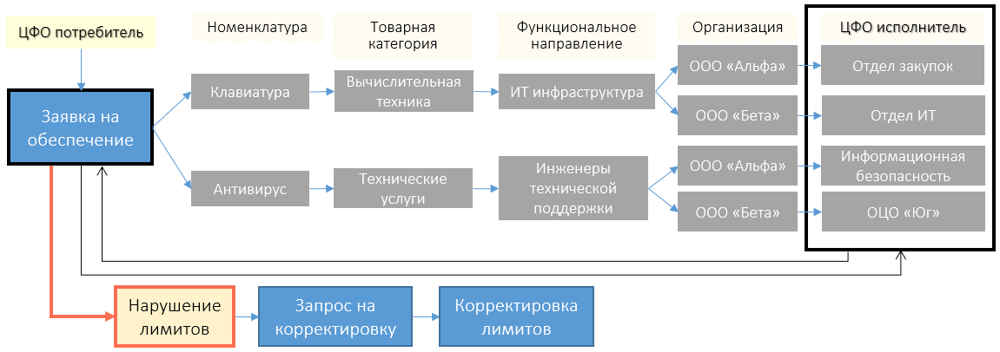 ЦФО потребитель
Номенклатура
Товарная
категория
Функциональное
направление
Организация
ЦФО исполнитель
Заявка на
обеспечение
Клавиатура
Вычислительная
техника
ИТ инфраструктура
ООО «Альфа»
Отдел закупок
ООО «Бета»
Отдел ИТ
Антивирус
Технические
услуги
Инженеры
технической
поддержки
ООО «Альфа»
Информационная
безопасность
ООО «Бета»
ОЦО «Юг»
Нарушение
лимитов
Запрос на
корректировку
Корректировка
лимитов